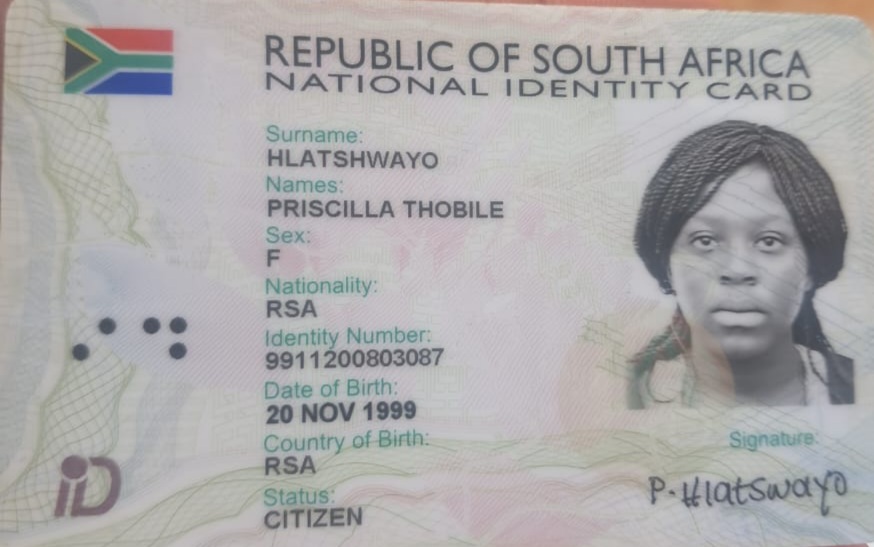 REPUBLIC OF SOUTH AFRICA
NATIONAL IDENTITY CARD
Surname:
HLATSHWAYO
Names:
PRISCILLA THOBILE
Sex:
F
Nationality:
RSA
Identity Number:
9911200803087
Date of Birth:
20 NOV 1999
Country of Birth:
RSA
Status:
CITIZEN
Signature:
P. Hlatswayo
iD